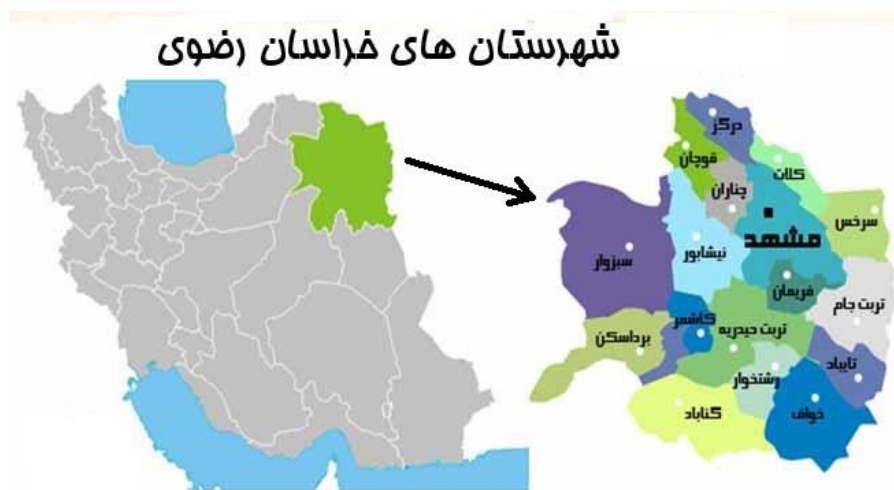 شهرستان های خراسان رضوی
درگز
قوچان
کلات
چناران
سرخس
مشهد
نیشابور
سبزوار
فریمان
تربت جام
کاشمر
تربت حیدریه
برداسکن
تایباد
رشتخوار
گناباد
خواف